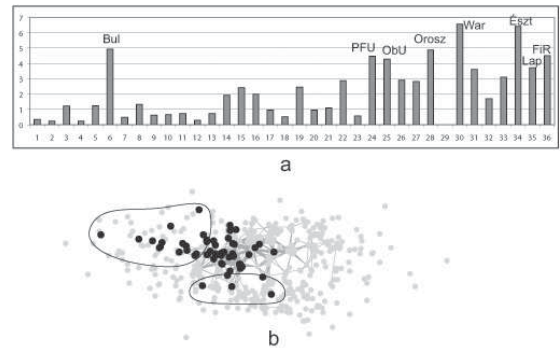 7
6
5
4
3
2
1
0
Bul
PFU
ObU
Orosz
War
Észt
Lap
FiR
1 2 3 4 5 6 7 8 9 10 11 12 13 14 15 16 17 18 19 20 21 22 23 24 25 26 27 28 29 30 31 32 33 34 35 36
a
b